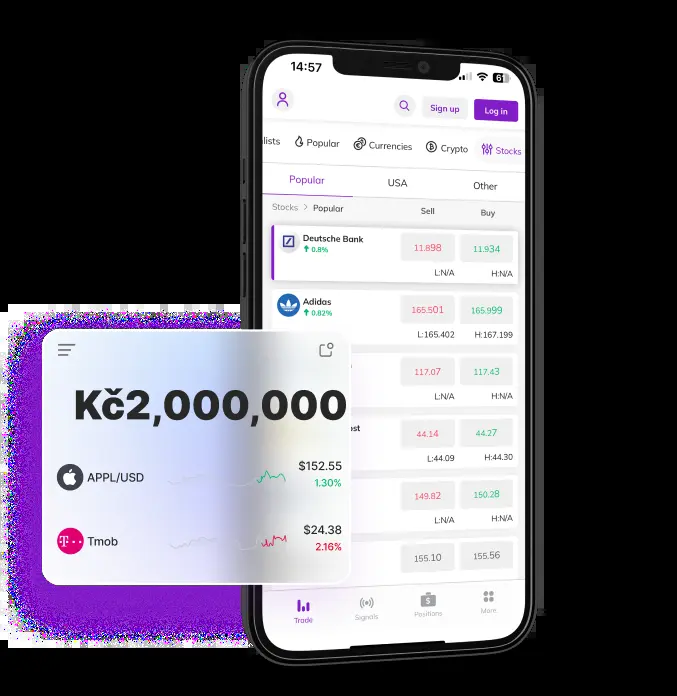 14:57
61
Sign up
Log in
lists
Popular
Currencies
Crypto
Stocks
Popular
USA
Other
Stocks > Popular
Sell
Buy
Deutsche Bank
0.8%
11.898
11.934
L:N/A
H:N/A
Adidas
0.82%
165.501
165.999
L:165.402
H:167.199
117.07
117.43
L:N/A
H:N/A
ost
44.14
44.27
L:44.09
H:44.30
149.82
150.28
L:N/A
H:N/A
155.10
155.56
Trade
Signals
Positions
More
Kč2,000,000
APPL/USD
$152.55
1.30%
T
Tmob
$24.38
2.16%